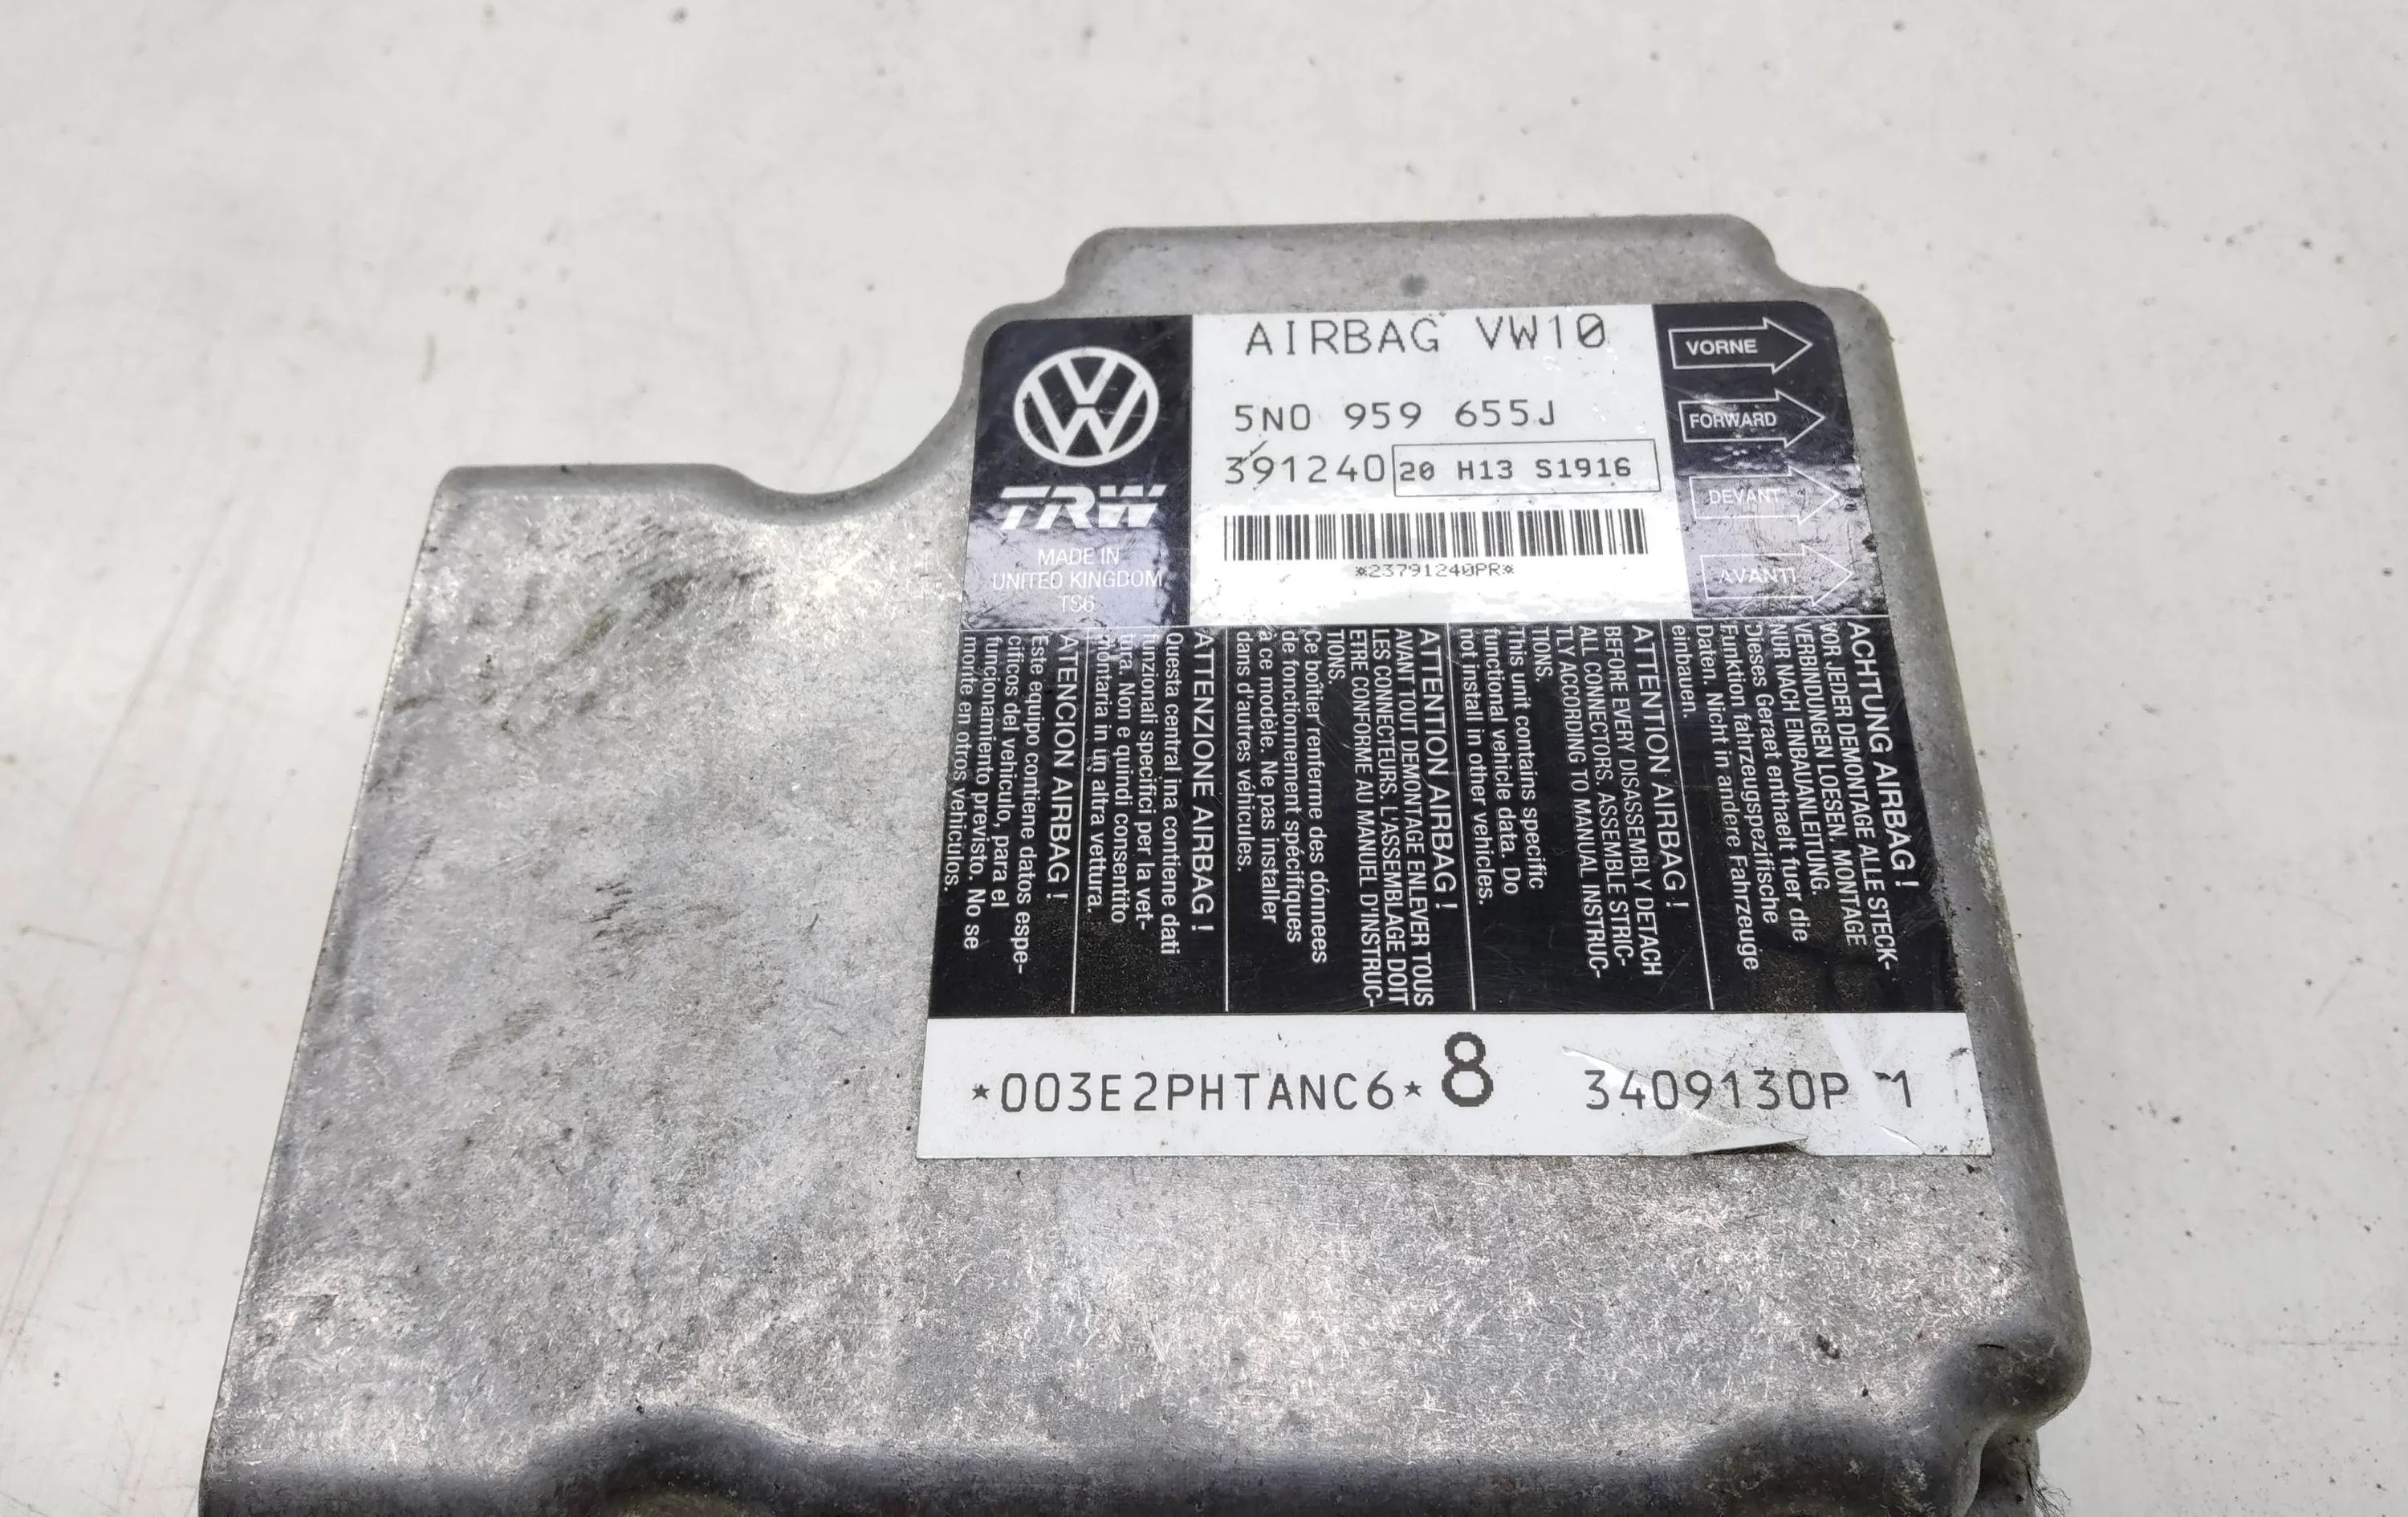 AIRBAG VW10
5N0 959 655J
391240 20 H13 S1916
*23791240PR*
TRW
MADE IN
UNITED KINGDOM
TS6
VORNE
FORWARD
DEVANT
AVANTI
ACHTUNG AIRBAG !
VOR JEDER DEMONTAGE ALLE STECK-
VERBINDUNGEN LOESEN. MONTAGE
NUR NACH EINBAUANLEITUNG.
Dieses Geraet enthaelt fuer die
Funktion fahrzeugspezifische
Daten. Nicht in andere Fahrzeuge
einbauen.
ATTENTION AIRBAG !
BEFORE EVERY DISASSEMBLY DETACH
ALL CONNECTORS. ASSEMBLE STRIC-
TLY ACCORDING TO MANUAL INSTRUC-
TIONS
This unit contains specific
functional vehicle data. Do
not install in other vehicles.
ATTENTION AIRBAG !
AVANT TOUT DEMONTAGE ENLEVER TOUS
LES CONNECTEURS. L'ASSEMBLAGE DOIT
ETRE CONFORME AU MANUEL D'INSTRUC-
TIONS.
Ce boîtier renferme des dónnees
de fonctionnement spécifiques
à ce modèle. Ne pas installer
dans d'autres véhicules.
ATTENZIONE AIRBAG !
Questa central Ina contiene dati
funzionali specifici per la vet-
tura. Non e quindi consentito
montarla in un altra vettura.
ATENCION AIRBAG !
Este equipo contiene datos espe-
cíficos del vehiculo, para el
funcionamiento previsto. No se
monte en otros vehículos.
*003E2PHTANC6* 8 3409130P 1